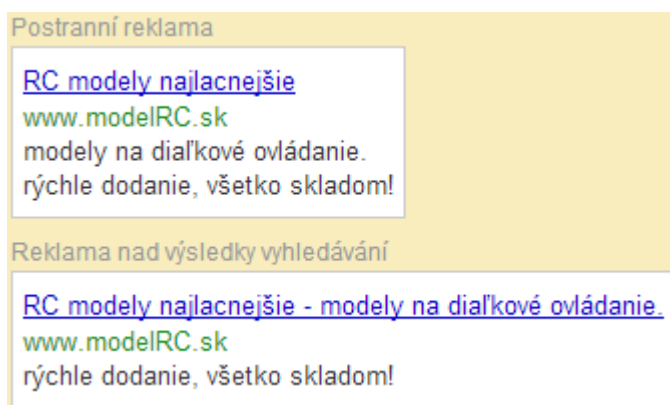 Postranní reklama
RC modely najlacnejšie
www.modelRC.sk
modely na diaľkové ovládanie.
rýchle dodanie, všetko skladom!
Reklama nad výsledky vyhledávání
RC modely najlacnejšie - modely na diaľkové ovládanie.
www.modelRC.sk
rýchle dodanie, všetko skladom!